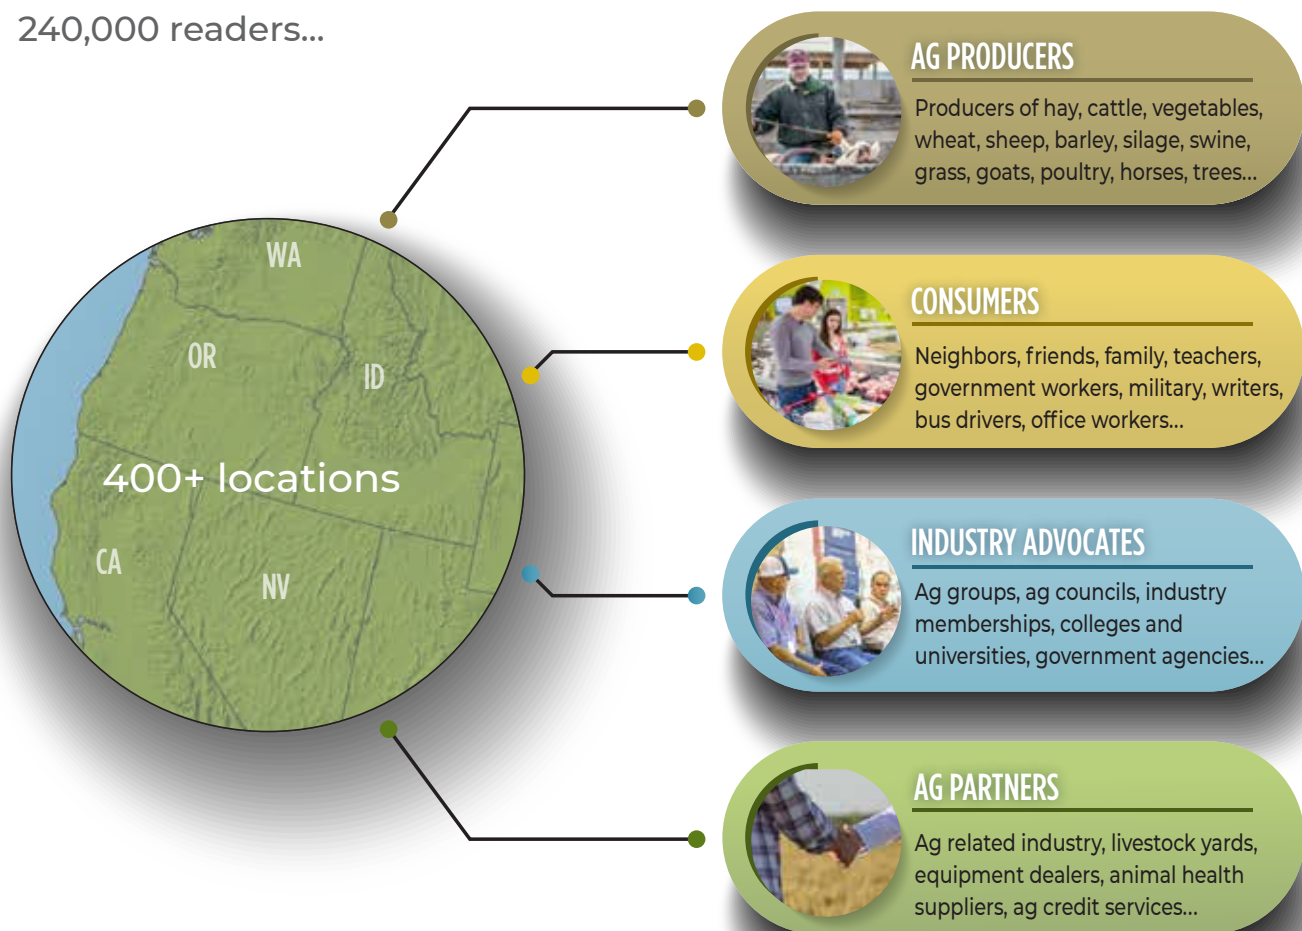 240,000 readers...
WA
OR
ID
400+ locations
CA
NV
AG PRODUCERS
Producers of hay, cattle, vegetables,
wheat, sheep, barley, silage, swine,
grass, goats, poultry, horses, trees...
CONSUMERS
Neighbors, friends, family, teachers,
government workers, military, writers,
bus drivers, office workers...
INDUSTRY ADVOCATES
Ag groups, ag councils, industry
memberships, colleges and
universities, government agencies...
AG PARTNERS
Ag related industry, livestock yards,
equipment dealers, animal health
suppliers, ag credit services...